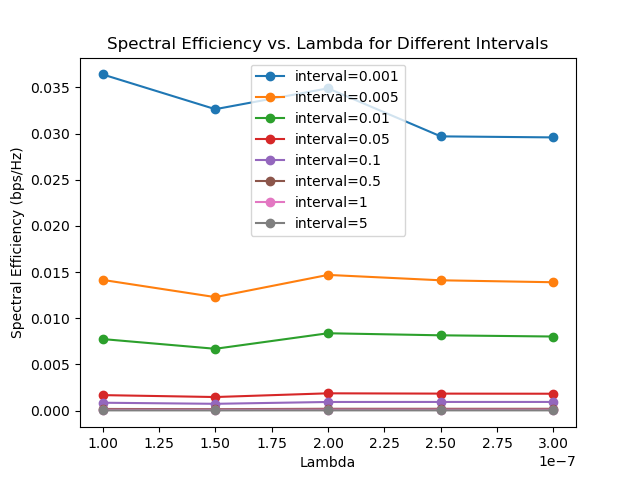 Spectral Efficiency vs. Lambda for Different Intervals
Spectral Efficiency (bps/Hz)
0.035
0.030
0.025
0.020
0.015
0.010
0.005
0.000
interval=0.001
interval=0.005
interval=0.01
interval=0.05
interval=0.1
interval=0.5
interval=1
interval=5
1.00 1.25 1.50 1.75 2.00 2.25 2.50 2.75 3.00
1e−7
Lambda